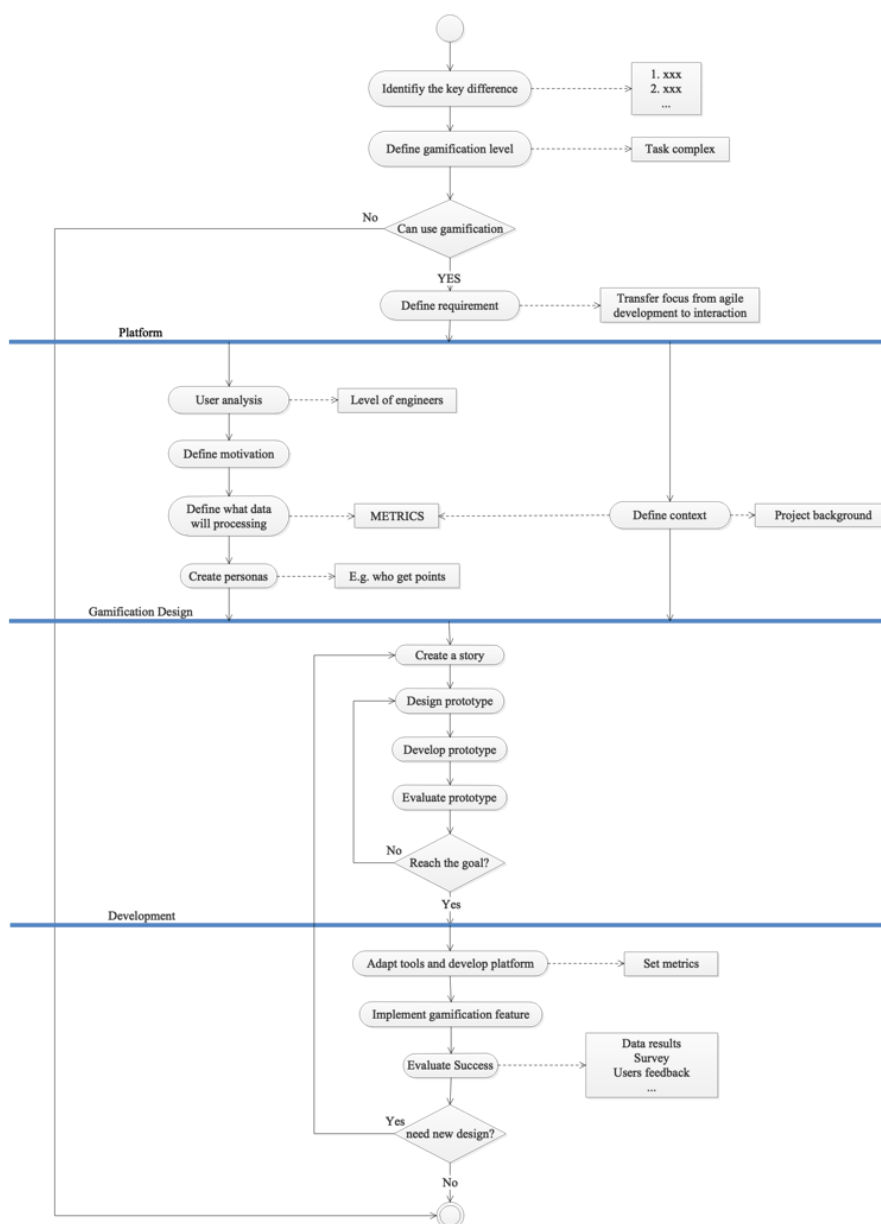 Identifiy the key difference
1. xxx
2. xxx
...
Define gamification level
Task complex
No
Can use gamification
YES
Define requirement
Transfer focus from agile
development to interaction
Platform
User analysis
Level of engineers
Define motivation
Define what data
will processing
METRICS
Define context
Project background
Create personas
E.g. who get points
Gamification Design
Create a story
Design prototype
Develop prototype
Evaluate prototype
No
Reach the goal?
Yes
Development
Adapt tools and develop platform
Set metrics
Implement gamification feature
Evaluate Success
Data results
Survey
Users feedback
...
Yes
need new design?
No